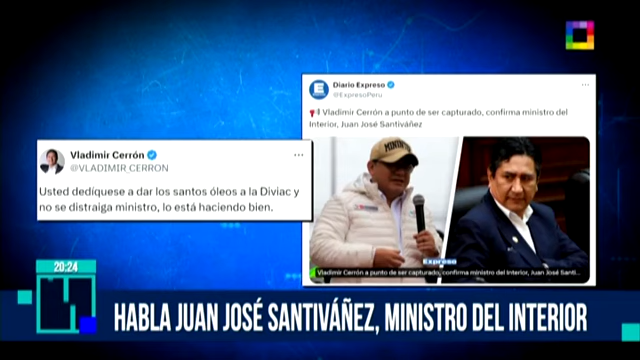 Diario Expreso
@ExpresoPeru
Vladimir Cerrón a punto de ser capturado, confirma ministro del
Interior, Juan José Santiváñez
Vladimir Cerrón
@VLADIMIR_CERRON
Usted dedíquese a dar los santos óleos a la Diviac y
no se distraiga ministro, lo está haciendo bien.
MININ
Expreso
Vladimir Cerrón a punto de ser capturado, confirma ministro del Interior, Juan José Santi...
20:24
HABLA JUAN JOSÉ SANTIVÁÑEZ, MINISTRO DEL INTERIOR